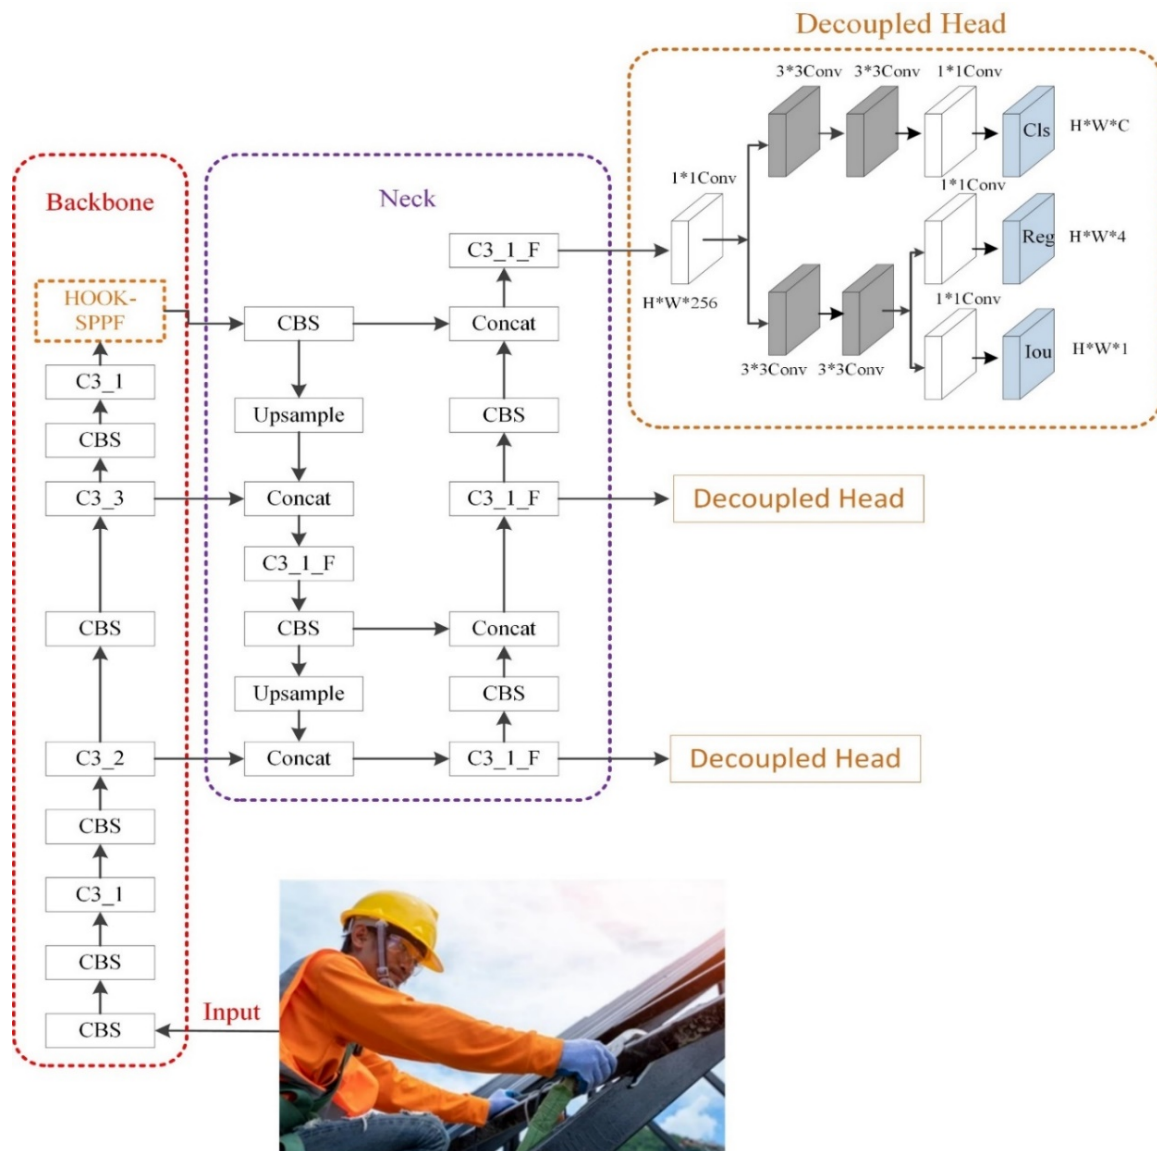 Decoupled Head
3*3Conv 3*3Conv 1*1Conv
Cls H*W*C
1*1Conv
1*1Conv
Reg H*W*4
H*W*256
1*1Conv
Iou H*W*1
3*3Conv 3*3Conv
Backbone
HOOK-
SPPF
C3_1
CBS
C3_3
CBS
C3_2
CBS
C3_1
CBS
CBS
Neck
CBS
Upsample
Concat
C3_1_F
CBS
Upsample
Concat
C3_1_F
Concat
CBS
C3_1_F
Concat
CBS
C3_1_F
Decoupled Head
Decoupled Head
Input